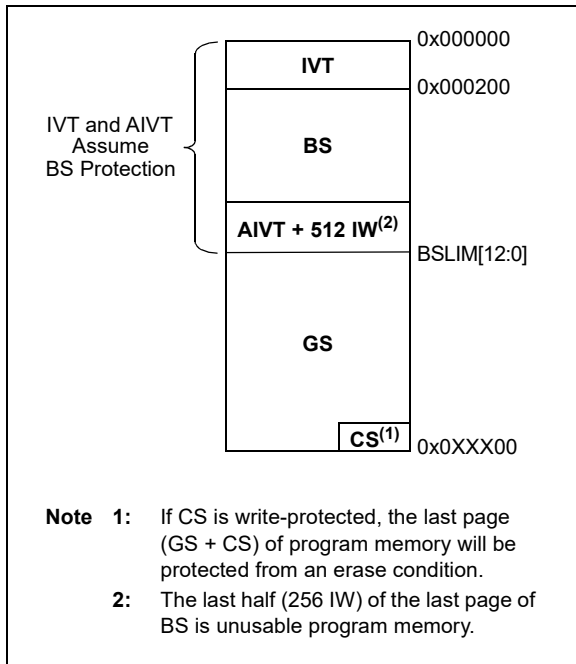 0x000000
IVT
0x000200
IVT and AIVT
Assume
BS Protection
BS
AIVT + 512 IW(2)
BSLIM[12:0]
GS
CS(1)
0x0XXX00
Note 1: If CS is write-protected, the last page
(GS + CS) of program memory will be
protected from an erase condition.
2: The last half (256 IW) of the last page of
BS is unusable program memory.